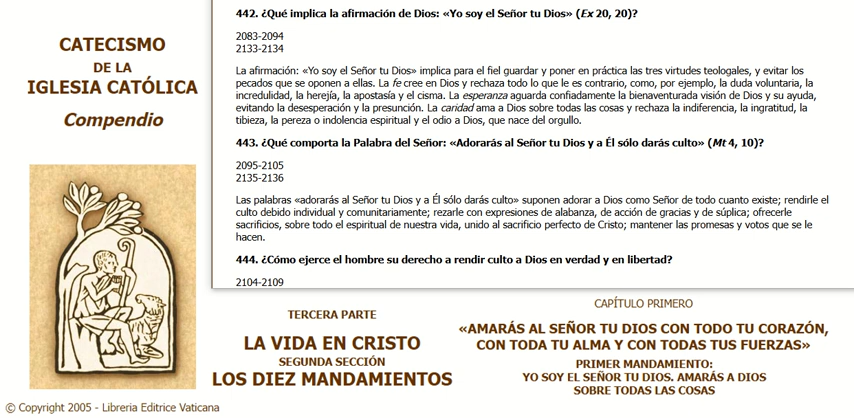 CATECISMO
DE LA
IGLESIA CATÓLICA
Compendio
442. ¿Qué implica la afirmación de Dios: «Yo soy el Señor tu Dios» (Ex 20, 20)?
2083-2094
2133-2134
La afirmación: «Yo soy el Señor tu Dios» implica para el fiel guardar y poner en práctica las tres virtudes teologales, y evitar los
pecados que se oponen a ellas. La fe cree en Dios y rechaza todo lo que le es contrario, como, por ejemplo, la duda voluntaria, la
incredulidad, la herejía, la apostasía y el cisma. La esperanza aguarda confiadamente la bienaventurada visión de Dios y su ayuda,
evitando la desesperación y la presunción. La caridad ama a Dios sobre todas las cosas y rechaza la indiferencia, la ingratitud, la
tibieza, la pereza o indolencia espiritual y el odio a Dios, que nace del orgullo.
443. ¿Qué comporta la Palabra del Señor: «Adorarás al Señor tu Dios y a Él sólo darás culto» (Mt 4, 10)?
2095-2105
2135-2136
Las palabras «adorarás al Señor tu Dios y a Él sólo darás culto» suponen adorar a Dios como Señor de todo cuanto existe; rendirle el
culto debido individual y comunitariamente; rezarle con expresiones de alabanza, de acción de gracias y de súplica; ofrecerle
sacrificios, sobre todo el espiritual de nuestra vida, unido al sacrificio perfecto de Cristo; mantener las promesas y votos que se le
hacen.
444. ¿Cómo ejerce el hombre su derecho a rendir culto a Dios en verdad y en libertad?
2104-2109
TERCERA PARTE
LA VIDA EN CRISTO
SEGUNDA SECCIÓN
LOS DIEZ MANDAMIENTOS
CAPÍTULO PRIMERO
«AMARÁS AL SEÑOR TU DIOS CON TODO TU CORAZÓN,
CON TODA TU ALMA Y CON TODAS TUS FUERZAS»
PRIMER MANDAMIENTO:
YO SOY EL SEÑOR TU DIOS. AMARÁS A DIOS
SOBRE TODAS LAS COSAS
© Copyright 2005 - Libreria Editrice Vaticana